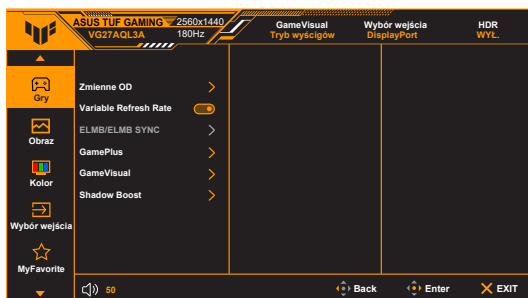 ASUS TUF GAMING 2560x1440
VG27AQL3A 180Hz
GameVisual
Tryb wyścigów
Wybór wejścia
DisplayPort
HDR
WYŁ.
Gry
Obraz
Kolor
Wybór wejścia
MyFavorite
Zmienne OD
Variable Refresh Rate
ELMB/ELMB SYNC
GamePlus
GameVisual
Shadow Boost
50
Back
Enter
EXIT